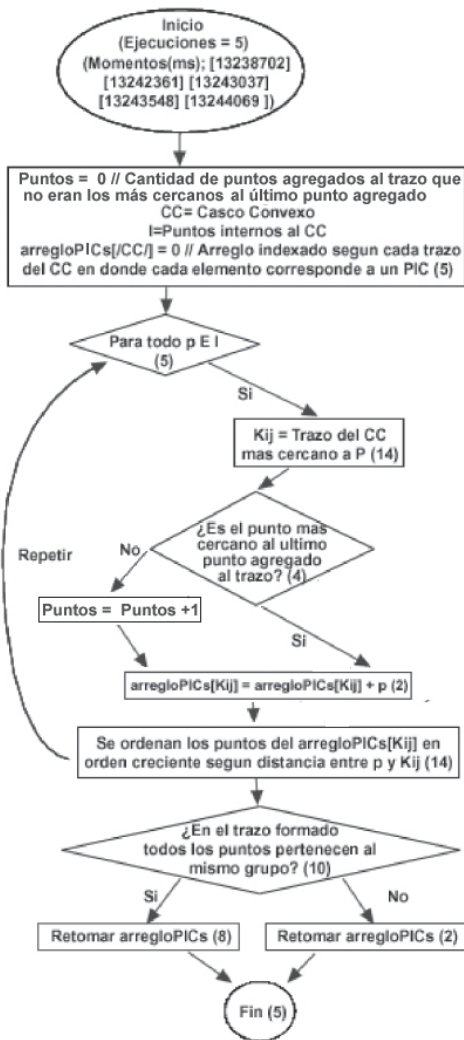 Inicio
(Ejecuciones = 5)
(Momentos(ms); [13238702]
[13242361] [13243037]
[13243548] [13244069 ])
Puntos = 0 // Cantidad de puntos agregados al trazo que
no eran los más cercanos al último punto agregado
CC= Casco Convexo
I=Puntos internos al CC
arregloPICs[/CC/] = 0 // Arreglo indexado segun cada trazo
del CC en donde cada elemento corresponde a un PIC (5)
Para todo p E I
(5)
Si
Kij = Trazo del CC
mas cercano a P (14)
¿Es el punto mas
cercano al ultimo
punto agregado
al trazo? (4)
No
Repetir
Puntos = Puntos +1
Si
arregloPICs[Kij] = arregloPICs[Kij] + p (2)
Se ordenan los puntos del arregloPICs[Kij] en
orden creciente segun distancia entre p y Kij (14)
¿En el trazo formado
todos los puntos pertenecen al
mismo grupo? (10)
Si
No
Retomar arregloPICs (8)
Retomar arregloPICs (2)
Fin (5)